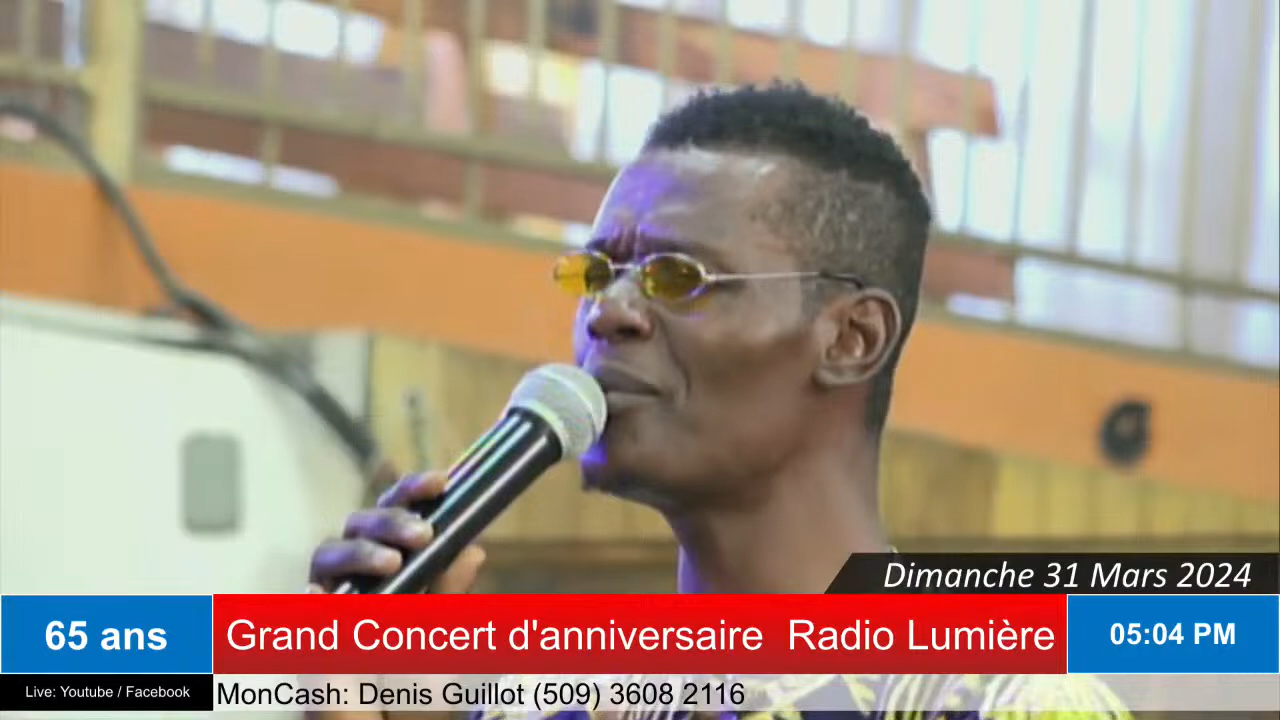 Dimanche 31 Mars 2024
65 ans
Grand Concert d'anniversaire Radio Lumière
05:04 PM
Live: Youtube / Facebook
MonCash: Denis Guillot (509) 3608 2116